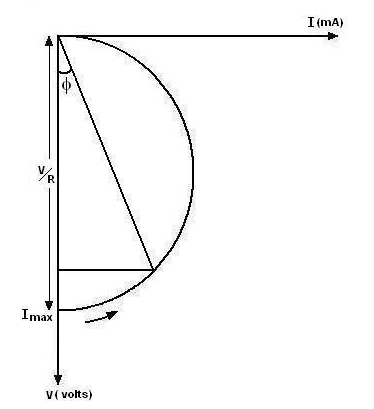 I (mA)
ϕ
V/R
Imax
V( volts)